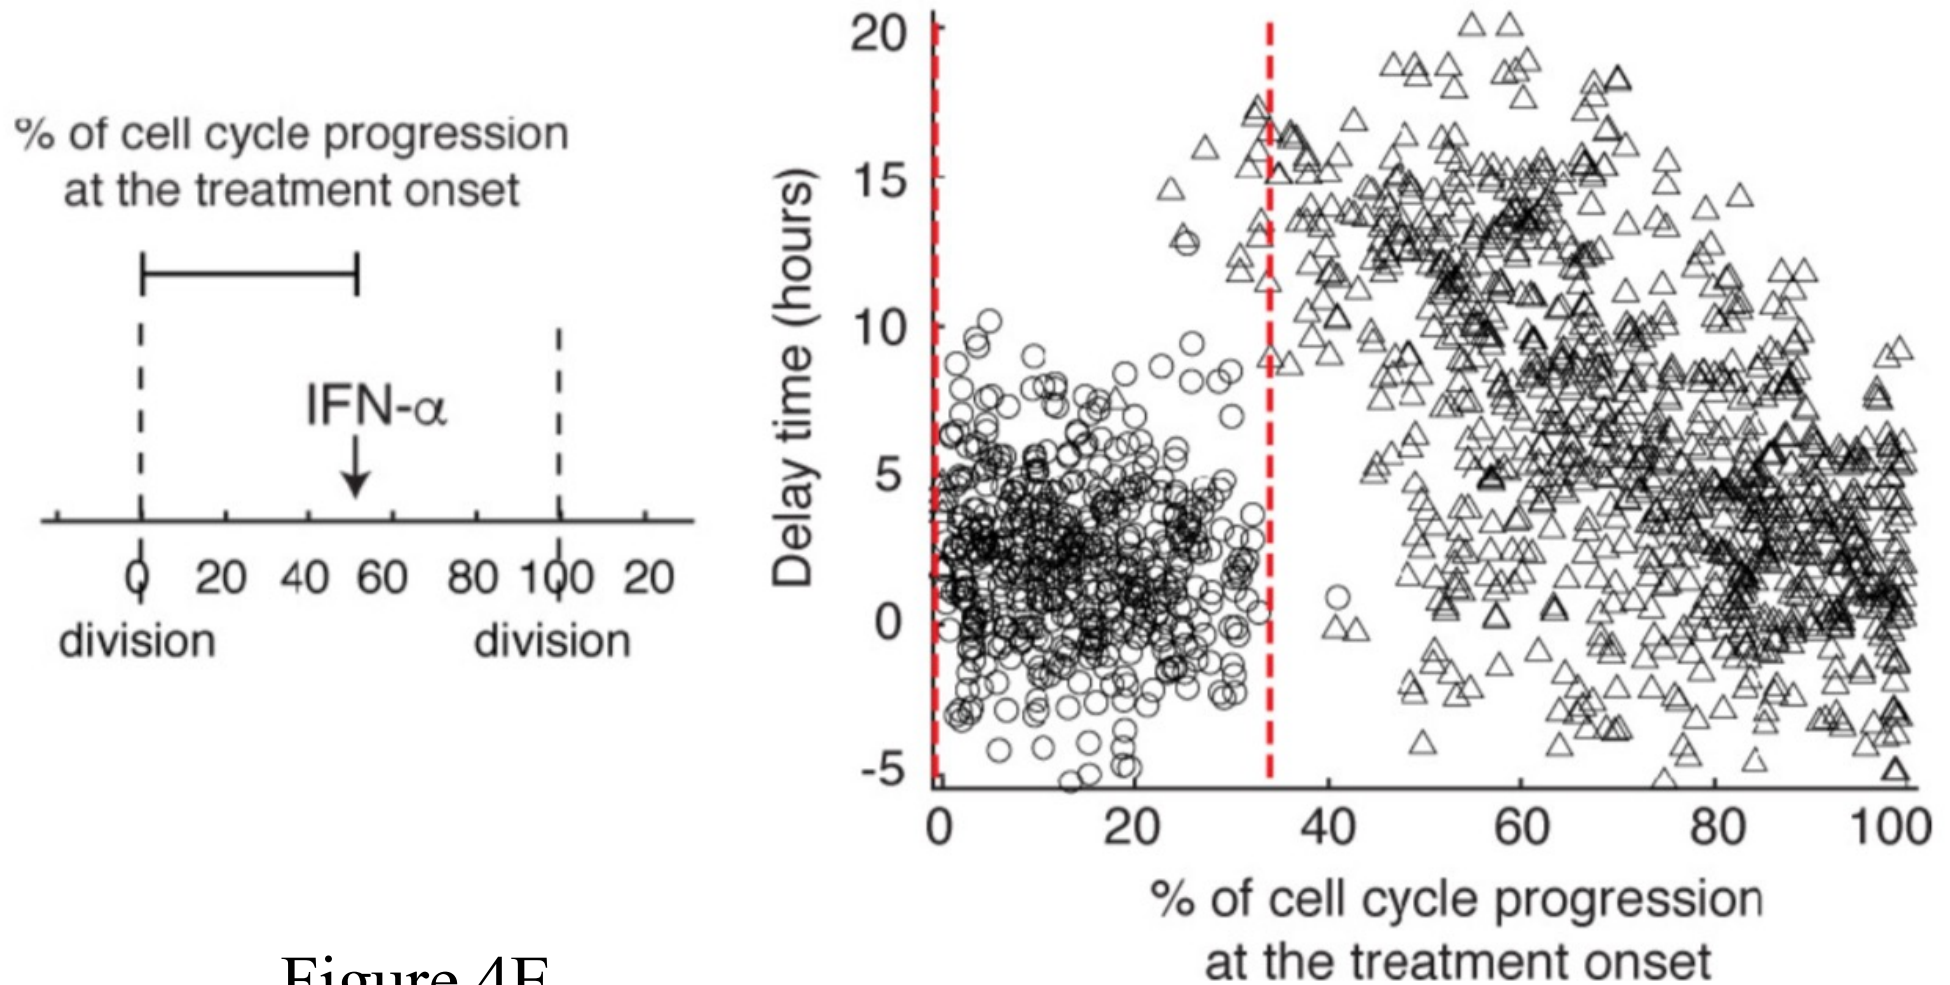 % of cell cycle progression
at the treatment onset
IFN-α
0 20 40 60 80 100 20
division division
Figure 4E
Delay time (hours)
20
15
10
5
0
-5
0 20 40 60 80 100
% of cell cycle progression
at the treatment onset